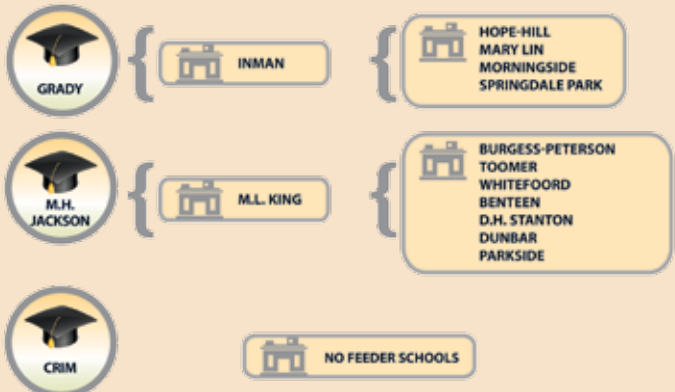 GRADY
INMAN
HOPE-HILL
MARY LIN
MORNINGSIDE
SPRINGDALE PARK
M.H.
JACKSON
M.L. KING
BURGESS-PETERSON
TOOMER
WHITEFOORD
BENTEEN
D.H. STANTON
DUNBAR
PARKSIDE
CRIM
NO FEEDER SCHOOLS